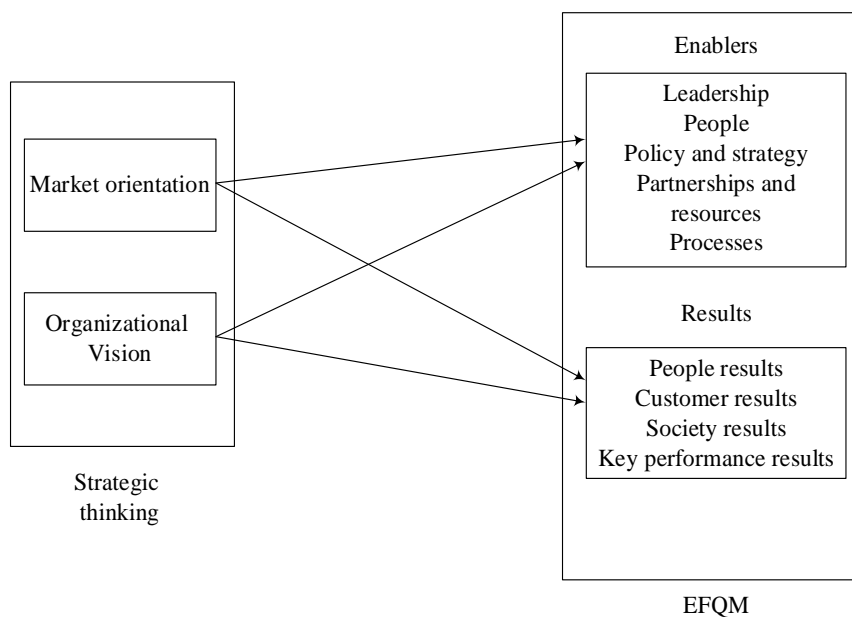 Market orientation
Organizational
Vision
Strategic
thinking
Enablers
Leadership
People
Policy and strategy
Partnerships and
resources
Processes
Results
People results
Customer results
Society results
Key performance results
EFQM